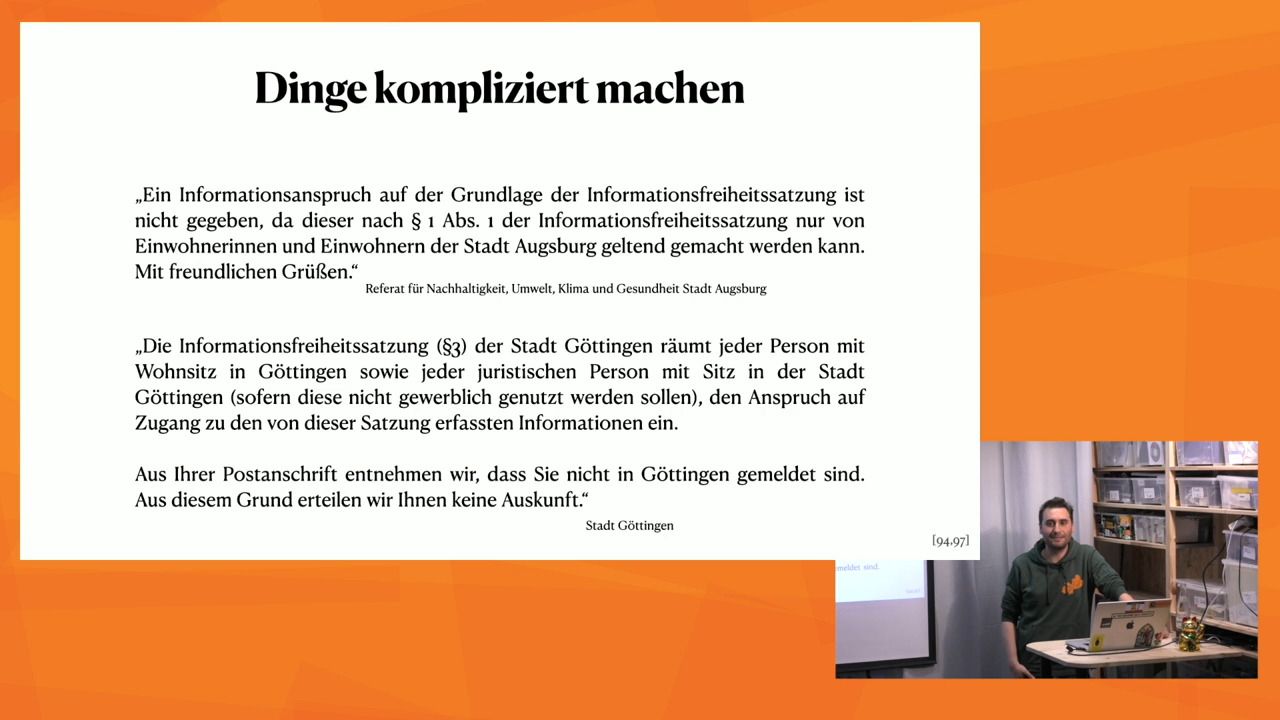 Dinge kompliziert machen
„Ein Informationsanspruch auf der Grundlage der Informationsfreiheitssatzung ist
nicht gegeben, da dieser nach § 1 Abs. 1 der Informationsfreiheitssatzung nur von
Einwohnerinnen und Einwohnern der Stadt Augsburg geltend gemacht werden kann.
Mit freundlichen Grüßen.“
Referat für Nachhaltigkeit, Umwelt, Klima und Gesundheit Stadt Augsburg
„Die Informationsfreiheitssatzung (§3) der Stadt Göttingen räumt jeder Person mit
Wohnsitz in Göttingen sowie jeder juristischen Person mit Sitz in der Stadt
Göttingen (sofern diese nicht gewerblich genutzt werden sollen), den Anspruch auf
Zugang zu den von dieser Satzung erfassten Informationen ein.
Aus Ihrer Postanschrift entnehmen wir, dass Sie nicht in Göttingen gemeldet sind.
Aus diesem Grund erteilen wir Ihnen keine Auskunft.“
Stadt Göttingen
[94,97]
meldet sind.